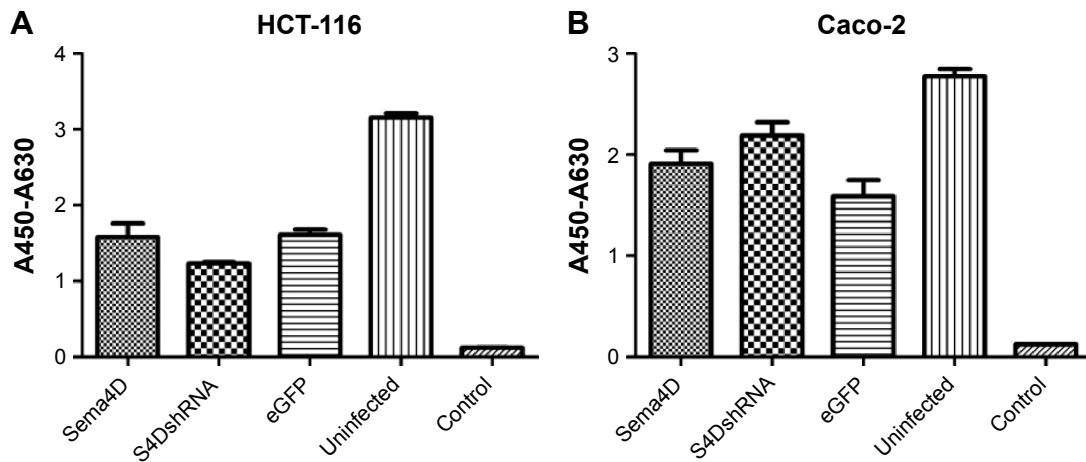 A
HCT-116
A450-A630
4
3
2
1
0
Sema4D
S4DshRNA
eGFP
Uninfected
Control
B
Caco-2
A450-A630
3
2
1
0
Sema4D
S4DshRNA
eGFP
Uninfected
Control